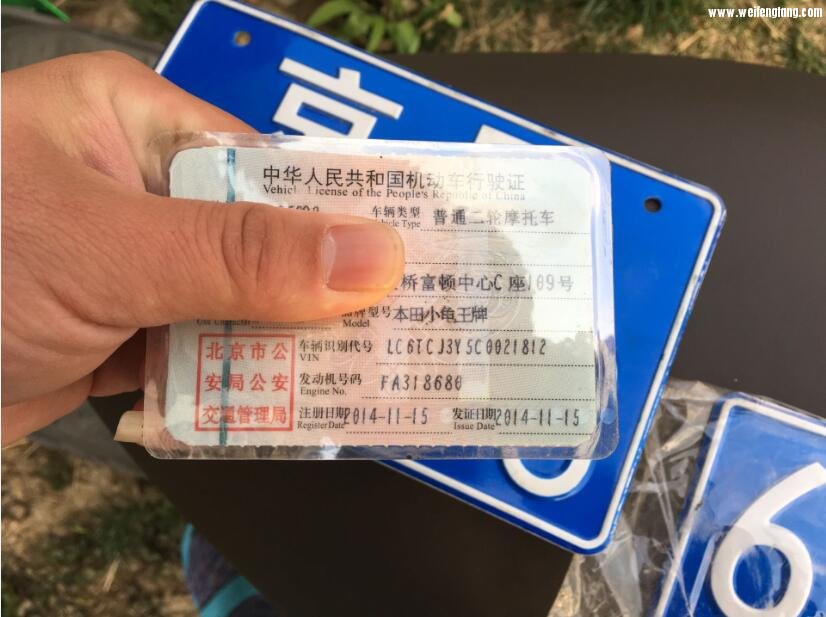 www.weifengtang.com
京
中华人民共和国机动车行驶证
Vehicle License of the People's Republic of China
车辆类型 普通二轮摩托车
Vehicle Type
桥富顿中心C座109号
品牌型号 本田小龟王牌
Model
北京市公安局公安交通管理局
车辆识别代号 LC6TCJ3Y5C0021812
VIN
发动机号码 FA318680
Engine No.
注册日期 2014-11-15 发证日期 2014-11-15
Register Date Issue Date
6